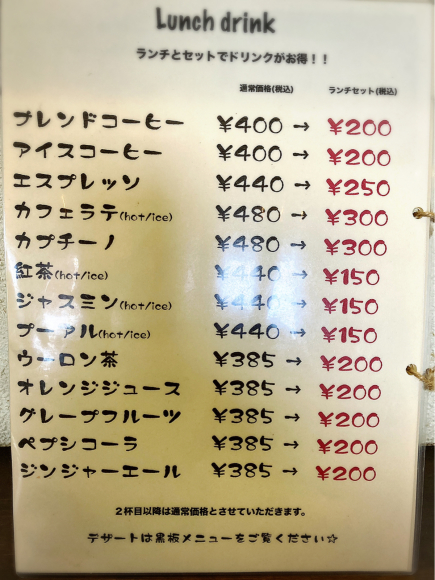 Lunch drink
ランチとセットでドリンクがお得！！
通常価格(税込) ランチセット(税込)
ブレンドコーヒー ¥400 → ¥200
アイスコーヒー ¥400 → ¥200
エスプレッソ ¥440 → ¥250
カフェラテ(hot/ice) ¥480 → ¥300
カプチーノ ¥480 → ¥300
紅茶(hot/ice) ¥440 → ¥150
ジャスミン(hot/ice) ¥440 → ¥150
プーアル(hot/ice) ¥440 → ¥150
ウーロン茶 ¥385 → ¥200
オレンジジュース ¥385 → ¥200
グレープフルーツ ¥385 → ¥200
ペプシコーラ ¥385 → ¥200
ジンジャーエール ¥385 → ¥200
2杯目以降は通常価格とさせていただきます。
デザートは黒板メニューをご覧ください☆